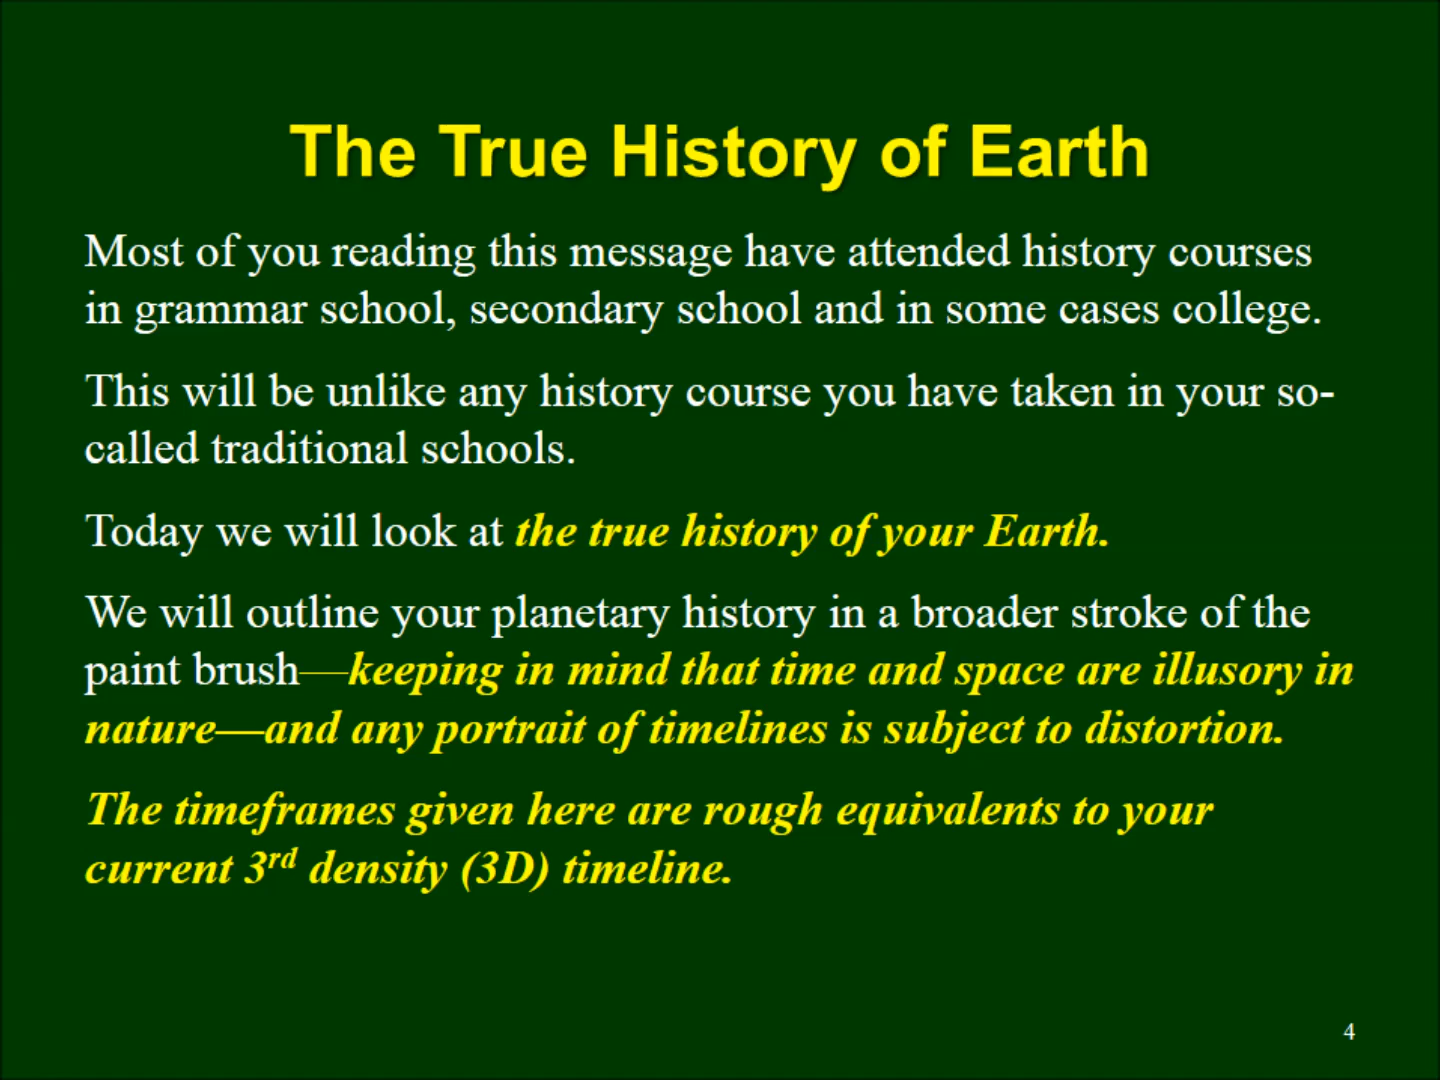 The True History of Earth
Most of you reading this message have attended history courses
in grammar school, secondary school and in some cases college.
This will be unlike any history course you have taken in your so-
called traditional schools.
Today we will look at the true history of your Earth.
We will outline your planetary history in a broader stroke of the
paint brush—keeping in mind that time and space are illusory in
nature—and any portrait of timelines is subject to distortion.
The timeframes given here are rough equivalents to your
current 3rd density (3D) timeline.
4